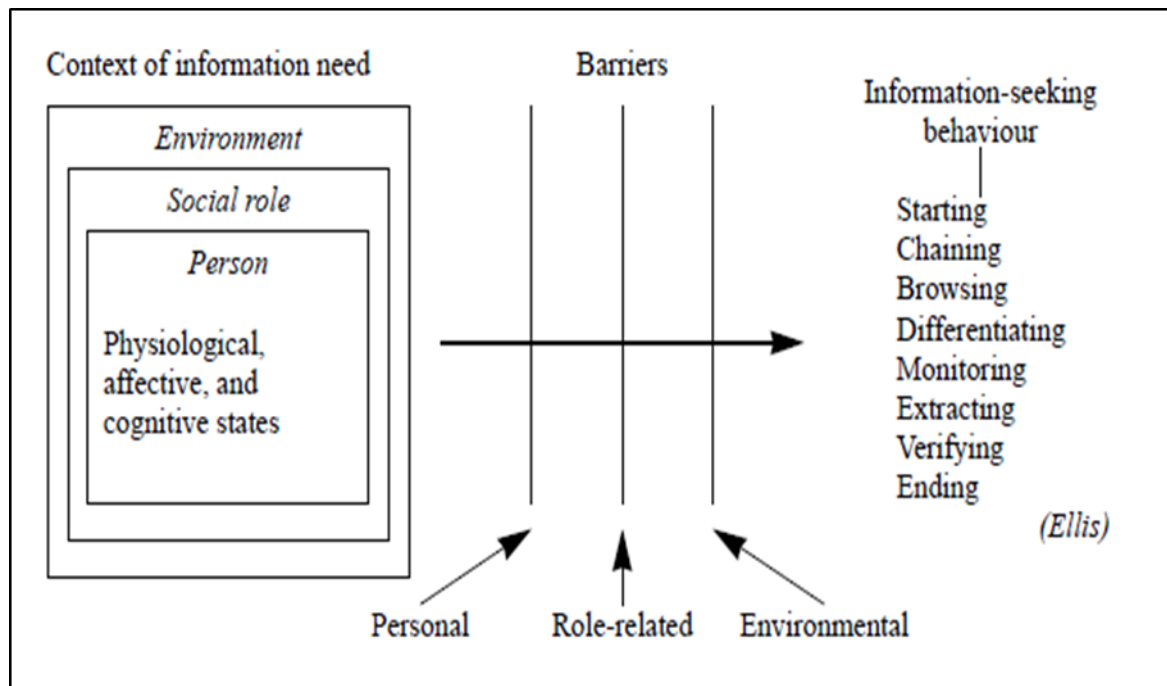 Context of information need
Environment
Social role
Person
Physiological,
affective, and
cognitive states
Barriers
Personal
Role-related
Environmental
Information-seeking
behaviour
Starting
Chaining
Browsing
Differentiating
Monitoring
Extracting
Verifying
Ending
(Ellis)